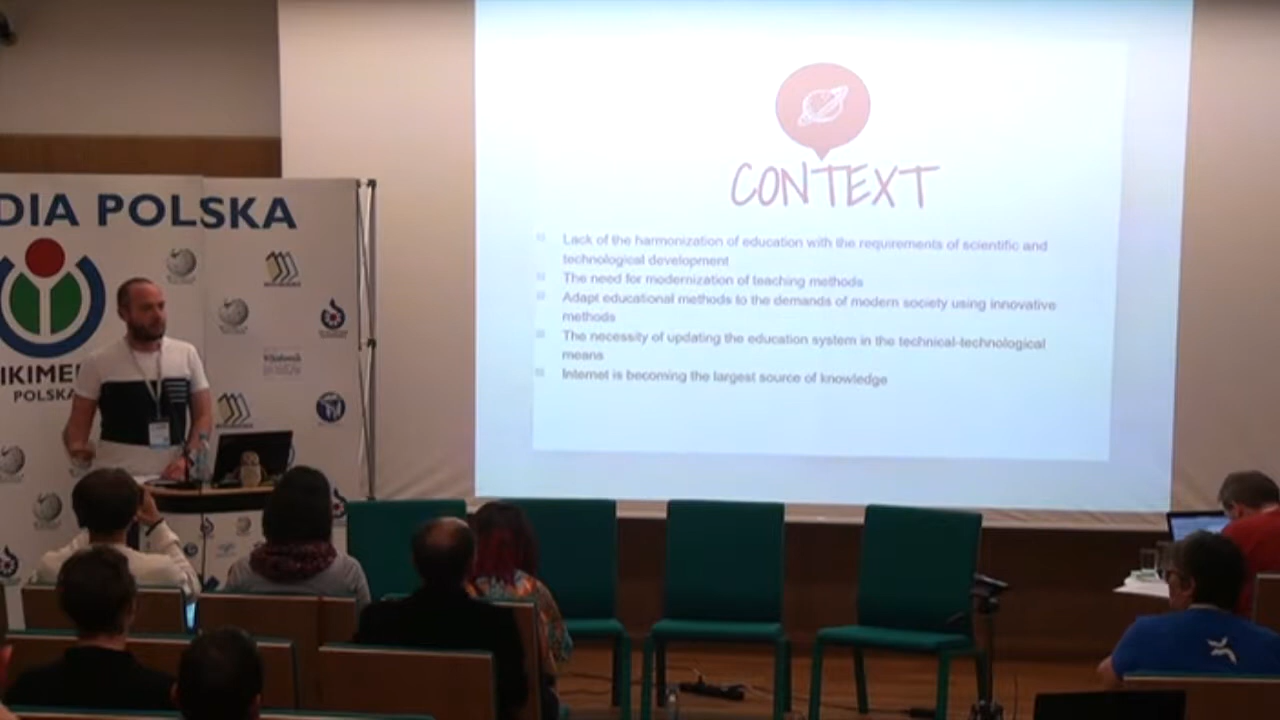 DIA POLSKA
IKIME
POLSKA
CONTEXT
Lack of the harmonization of education with the requirements of scientific and
technological development
The need for modernization of teaching methods
Adapt educational methods to the demands of modern society using innovative
methods
The necessity of updating the education system in the technical-technological
means
Internet is becoming the largest source of knowledge